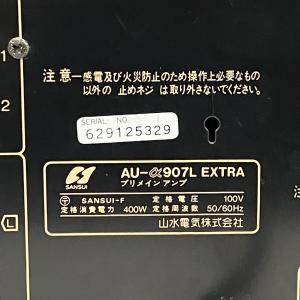 1
注意ー感電及び火災防止のため操作上必要なもの
以外の 止めネジ は取り外さないでください。
2
SERIAL NO.
629125329
SANSUI
AU-α907L EXTRA
プリメインアンプ
〒 SANSUI-F 定格電圧 100V
定格消費電力 400W 定格周波数 50/60Hz
山水電気株式会社
L